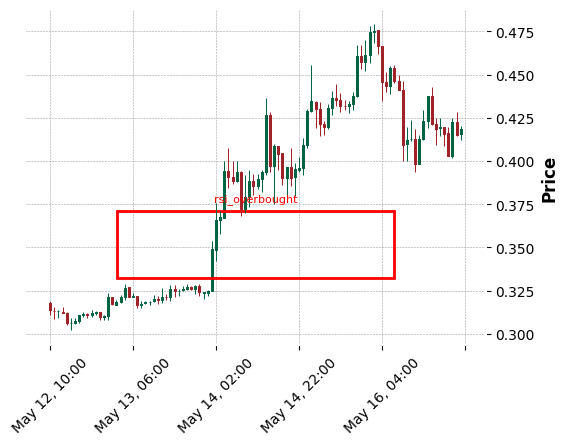 0.475
0.450
0.425
0.400
0.375
0.350
0.325
0.300
Price
rsi_overbought
May 12, 10:00
May 13, 06:00
May 14, 02:00
May 14, 22:00
May 16, 04:00